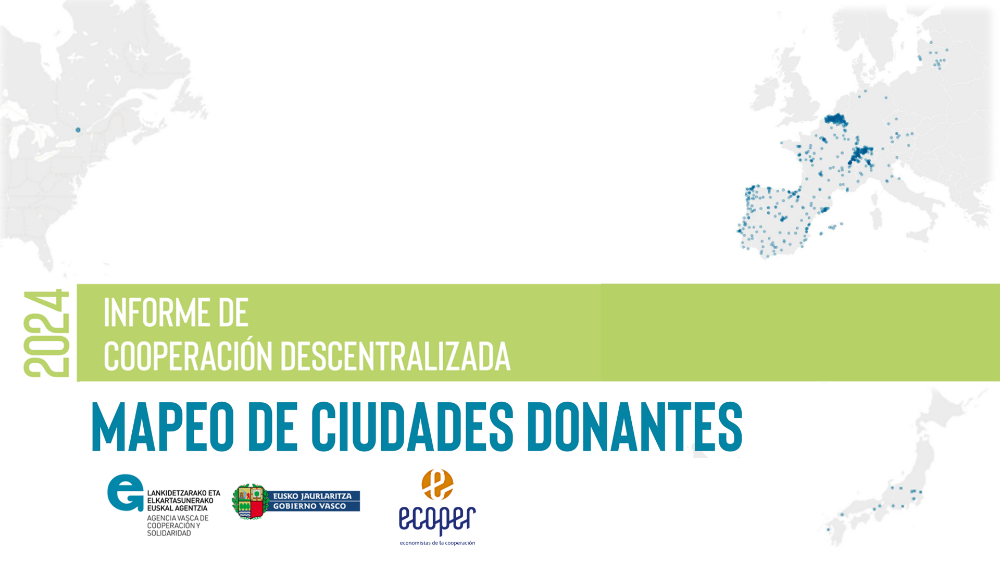 2024
INFORME DE
COOPERACIÓN DESCENTRALIZADA
MAPEO DE CIUDADES DONANTES
LANKIDETZARAKO ETA
ELKARTASUNERAKO
EUSKAL AGENTZIA
AGENCIA VASCA DE
COOPERACIÓN Y
SOLIDARIDAD
EUSKO JAURLARITZA
GOBIERNO VASCO
ecoper
economistas de la cooperación